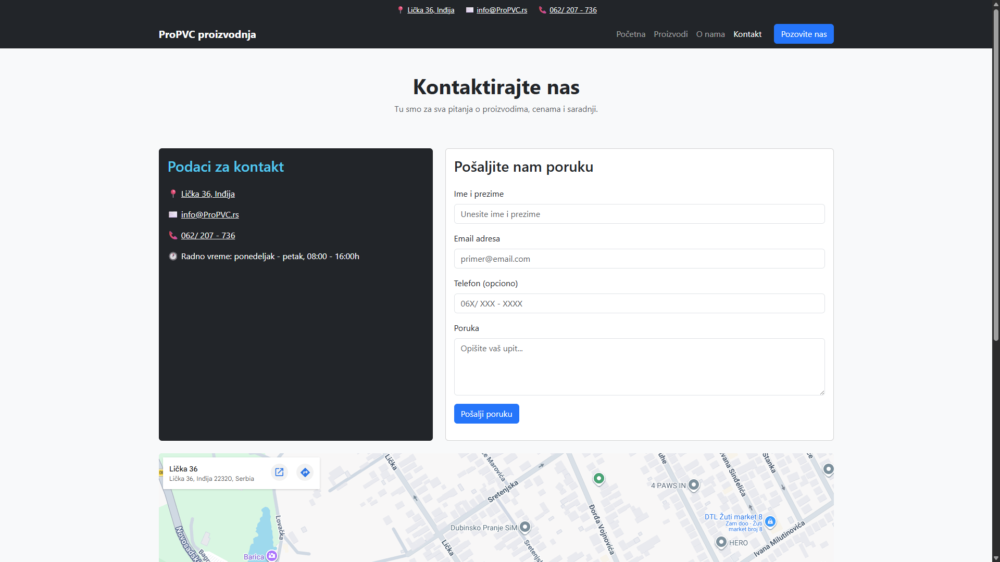 Lička 36, Inđija info@ProPVC.rs 062/ 207 - 736
ProPVC proizvodnja Početna Proizvodi O nama Kontakt Pozovite nas
Kontaktirajte nas
Tu smo za sva pitanja o proizvodima, cenama i saradnji.
Podaci za kontakt
Lička 36, Inđija
info@ProPVC.rs
062/ 207 - 736
Radno vreme: ponedeljak - petak, 08:00 - 16:00h
Pošaljite nam poruku
Ime i prezime
Unesite ime i prezime
Email adresa
primer@email.com
Telefon (opciono)
06X/ XXX - XXXX
Poruka
Opišite vaš upit...
Pošalji poruku
Lička 36
Lička 36, Inđija 22320, Serbia
Lička
Marovića
Sretenjska
4 PAWS IN
Ivana Sinđelića
Stanka
Đorđa Vojnovića
DTL Žuti market 8
Zam doo - Žuti
market broj 8
Dubinsko Pranje SiM
HERO
Ivana Milutinovića
Lovačka
Lička
Barica